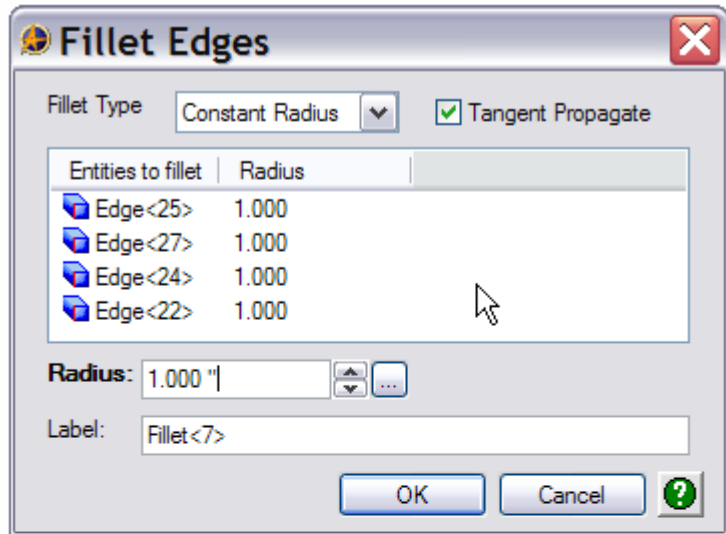 Fillet Edges
Fillet Type Constant Radius Tangent Propagate
Entities to fillet Radius
Edge<25> 1.000
Edge<27> 1.000
Edge<24> 1.000
Edge<22> 1.000
Radius: 1.000 " ...
Label: Fillet<7>
OK Cancel ?